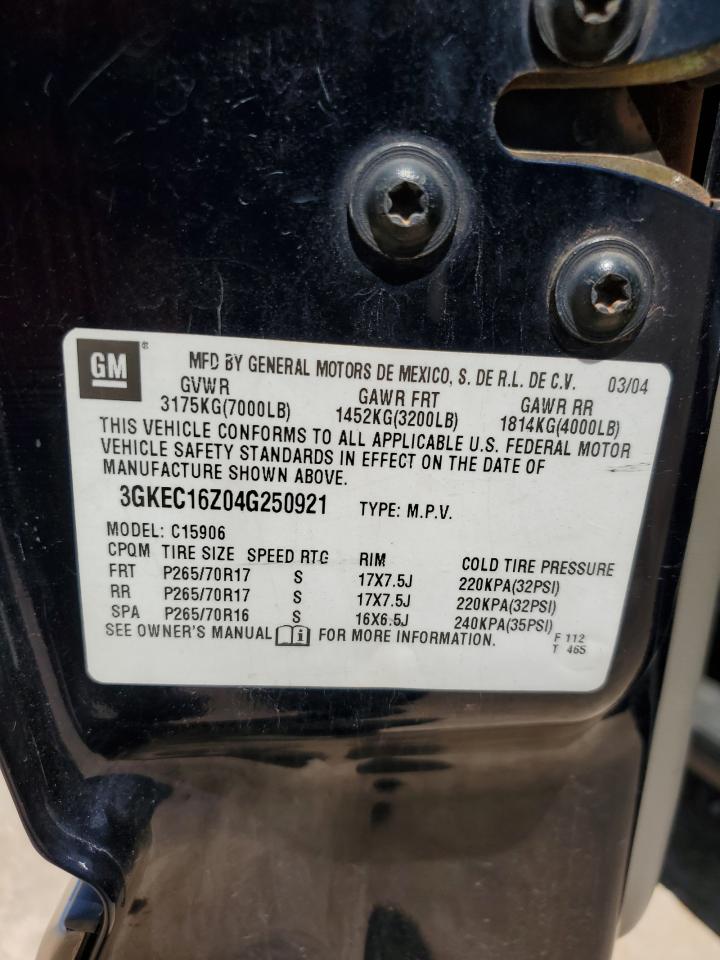 GM ® MFD BY GENERAL MOTORS DE MEXICO, S. DE R.L. DE C.V. 03/04
GVWR GAWR FRT GAWR RR
3175KG(7000LB) 1452KG(3200LB) 1814KG(4000LB)
THIS VEHICLE CONFORMS TO ALL APPLICABLE U.S. FEDERAL MOTOR
VEHICLE SAFETY STANDARDS IN EFFECT ON THE DATE OF
MANUFACTURE SHOWN ABOVE.
3GKEC16Z04G250921 TYPE: M.P.V.
MODEL: C15906
CPQM TIRE SIZE SPEED RTG RIM COLD TIRE PRESSURE
FRT P265/70R17 S 17X7.5J 220KPA(32PSI)
RR P265/70R17 S 17X7.5J 220KPA(32PSI)
SPA P265/70R16 S 16X6.5J 240KPA(35PSI)
SEE OWNER'S MANUAL FOR MORE INFORMATION. F 112
T 465